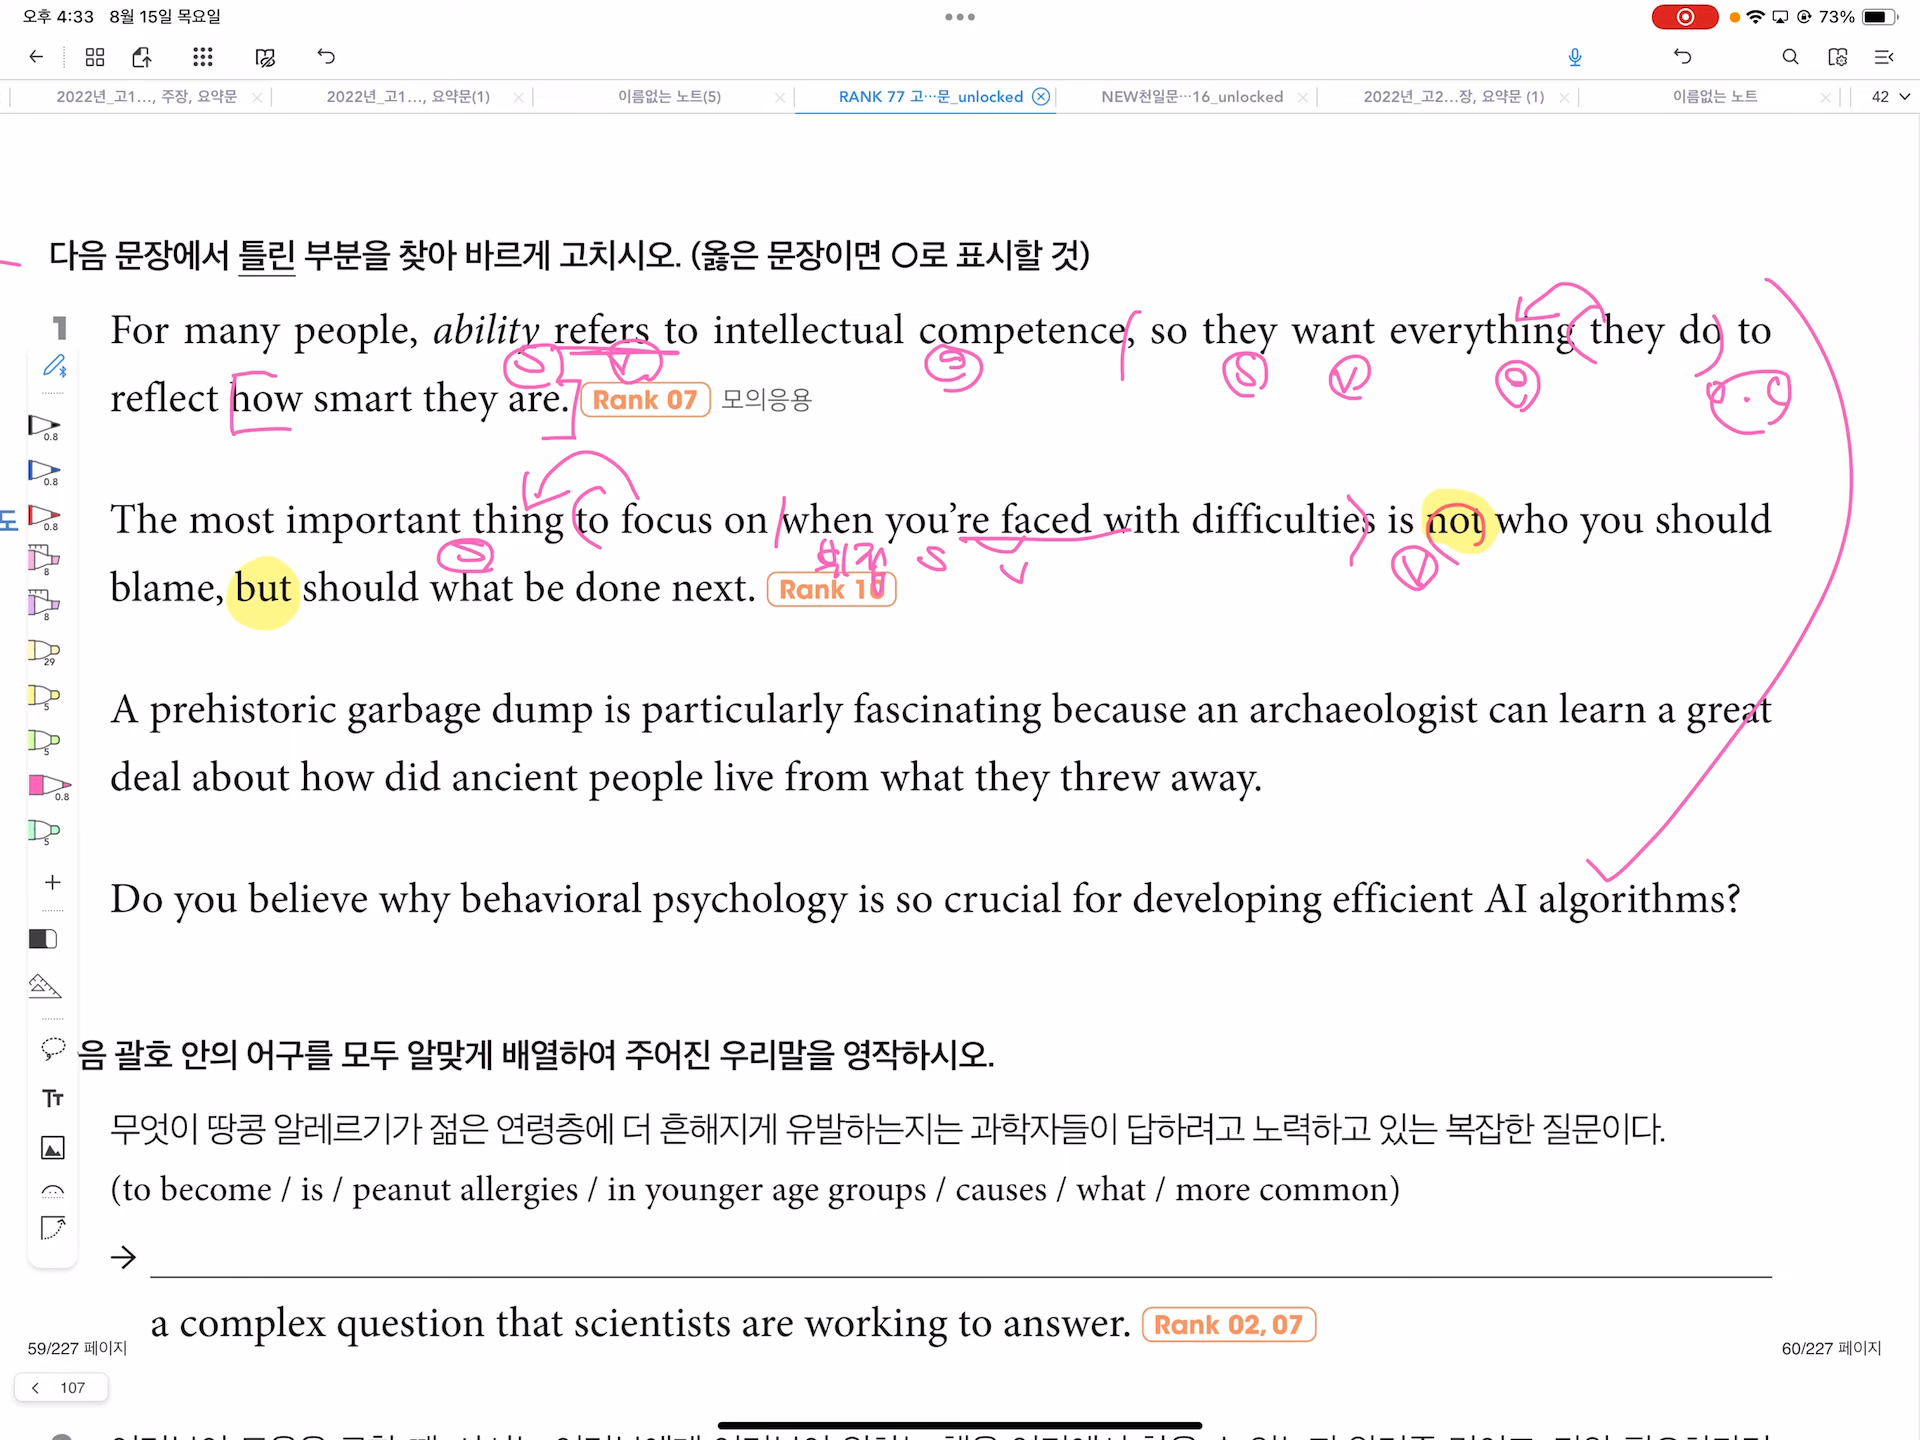 오후 4:33 8월 15일 목요일
73%
2022년_고1..., 주장, 요약문
2022년_고1..., 요약문(1)
이름없는 노트(5)
RANK 77 고…문_unlocked
NEW천일문…16_unlocked
2022년_고2...장, 요약문 (1)
이름없는 노트
42
다음 문장에서 틀린 부분을 찾아 바르게 고치시오. (옳은 문장이면 ○로 표시할 것)
1 For many people, ability refers to intellectual competence, so they want everything they do to
S V S V O O.C
reflect how smart they are. Rank 07 모의응용
도 The most important thing to focus on when you're faced with difficulties is not who you should
S S V V
blame, but should what be done next. Rank 10
A prehistoric garbage dump is particularly fascinating because an archaeologist can learn a great
deal about how did ancient people live from what they threw away.
Do you believe why behavioral psychology is so crucial for developing efficient AI algorithms?
음 괄호 안의 어구를 모두 알맞게 배열하여 주어진 우리말을 영작하시오.
무엇이 땅콩 알레르기가 젊은 연령층에 더 흔해지게 유발하는지는 과학자들이 답하려고 노력하고 있는 복잡한 질문이다.
(to become / is / peanut allergies / in younger age groups / causes / what / more common)
→
a complex question that scientists are working to answer. Rank 02, 07
59/227 페이지
60/227 페이지
107
0.8
0.8
0.8
8
8
29
5
5
0.8
5
TT